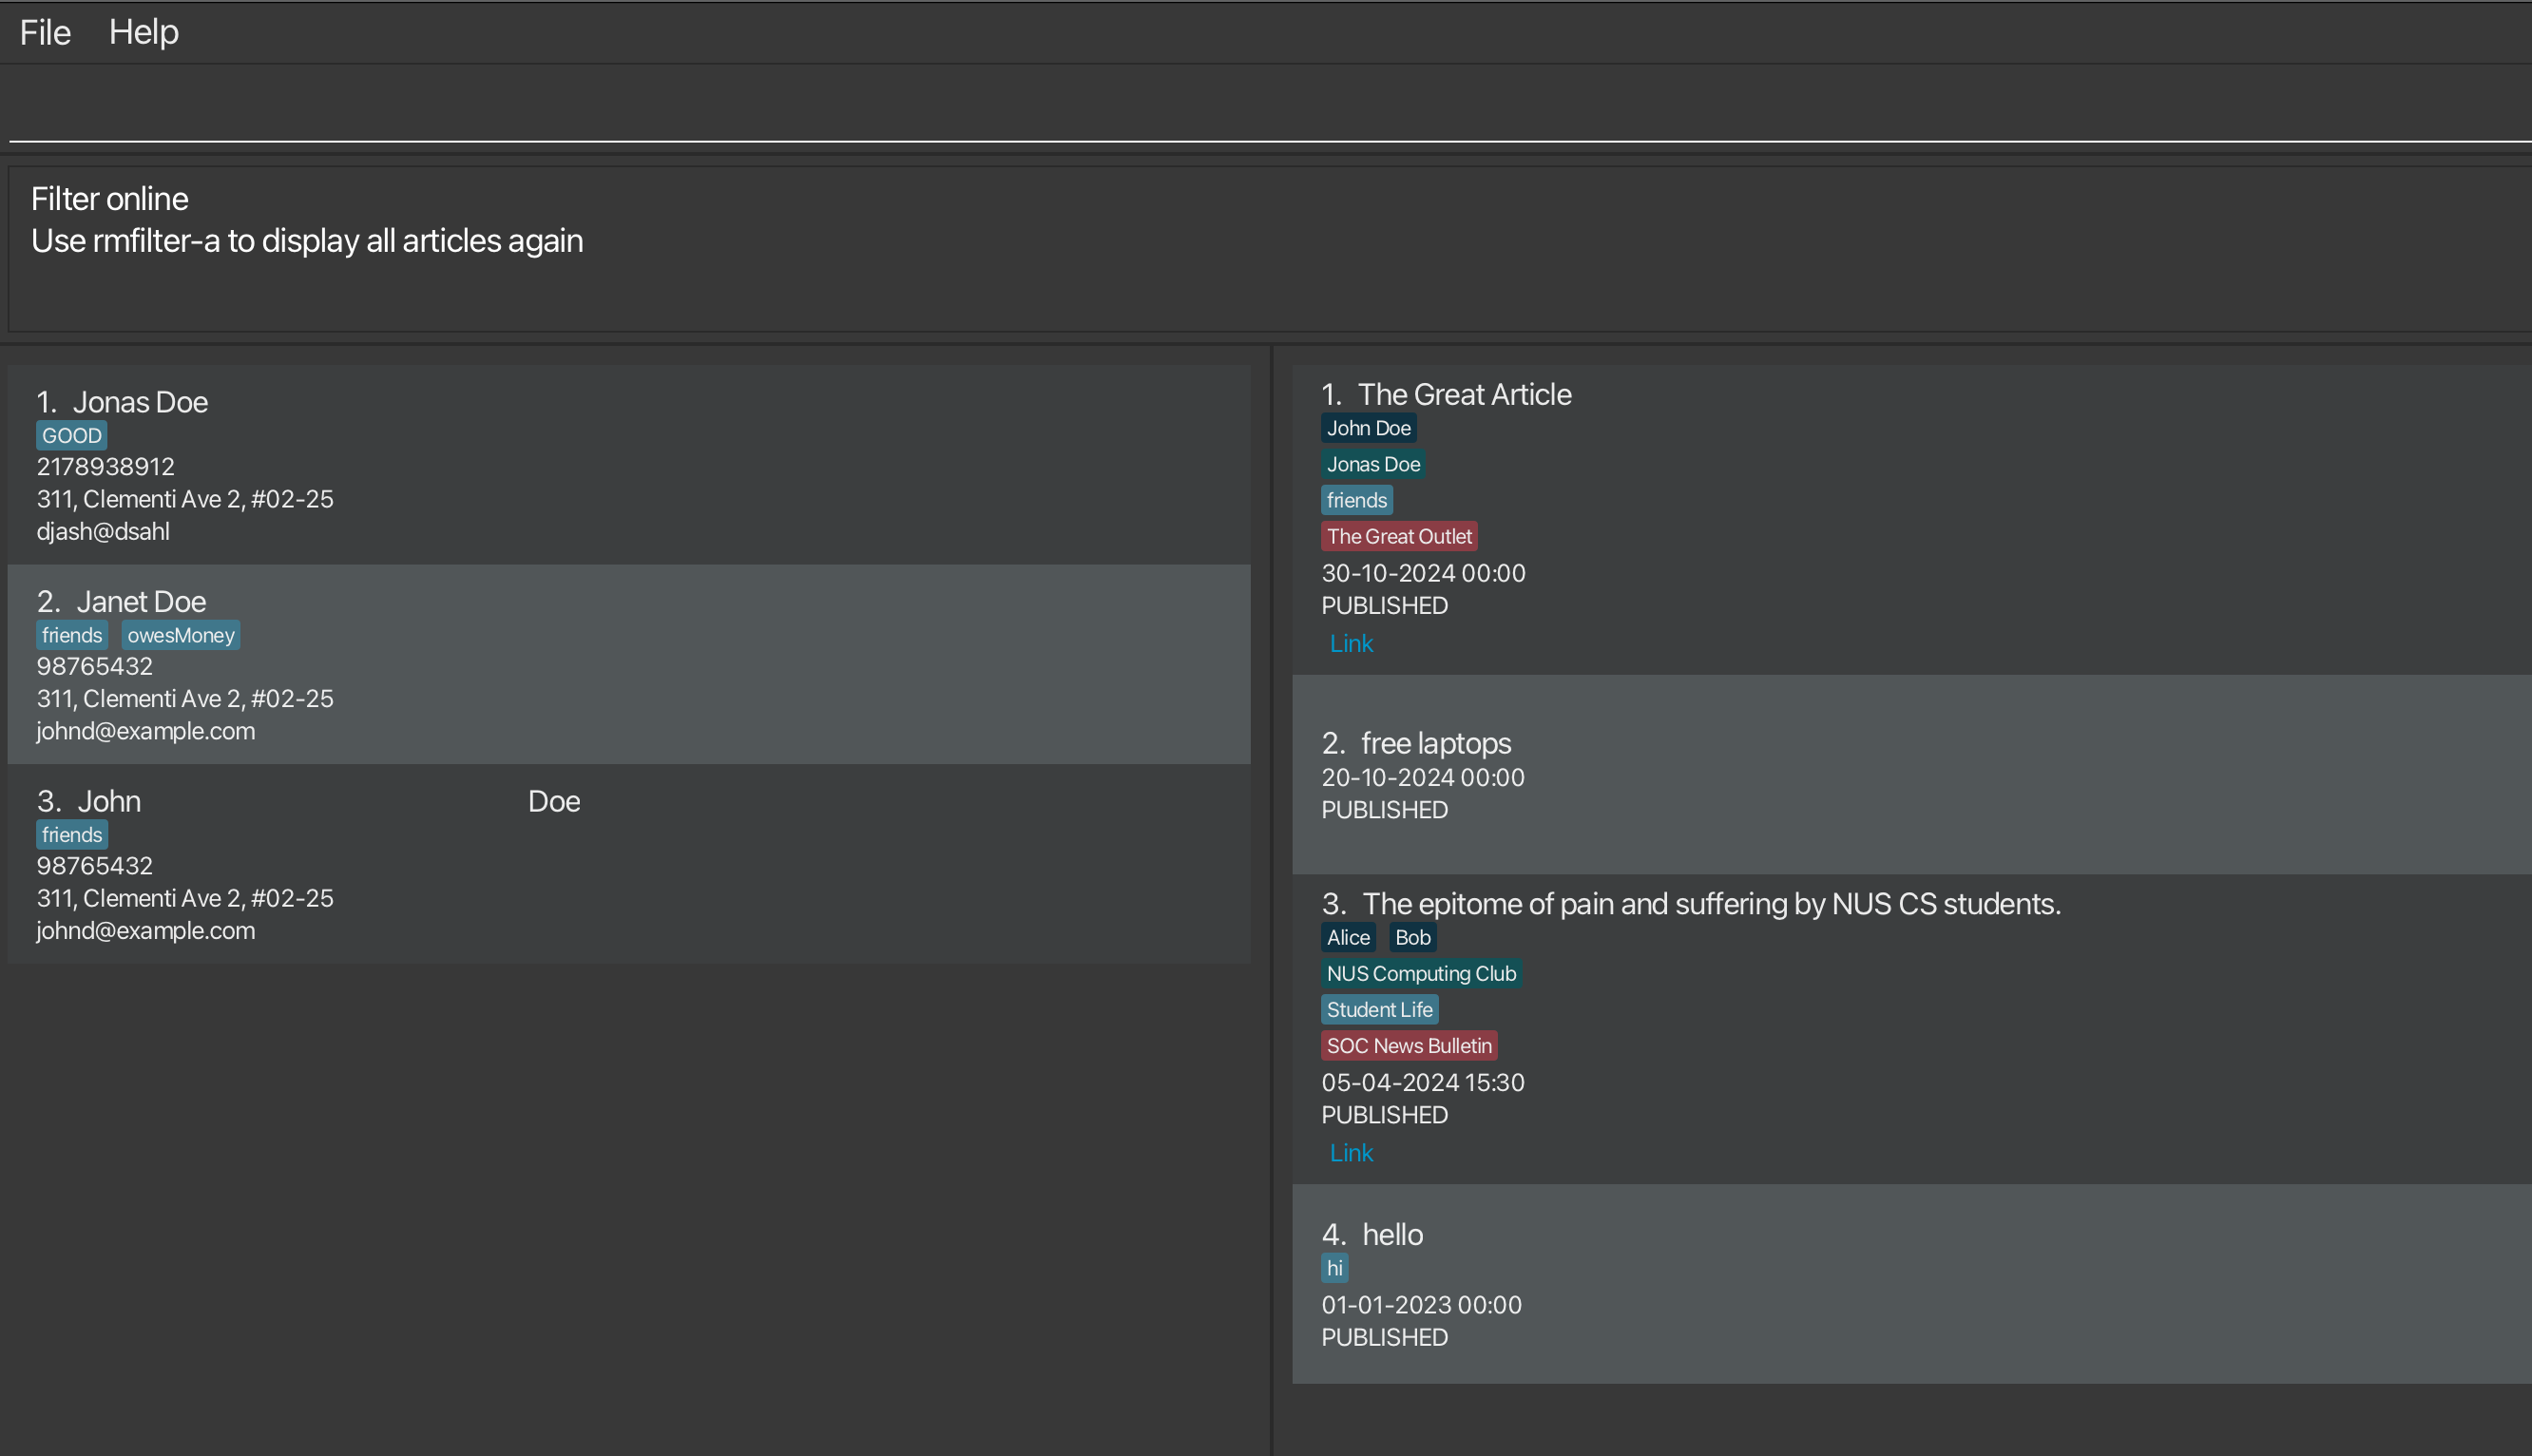 File Help
Filter online
Use rmfilter-a to display all articles again
1. Jonas Doe
GOOD
2178938912
311, Clementi Ave 2, #02-25
djash@dsahl
2. Janet Doe
friends owesMoney
98765432
311, Clementi Ave 2, #02-25
johnd@example.com
3. John Doe
friends
98765432
311, Clementi Ave 2, #02-25
johnd@example.com
1. The Great Article
John Doe
Jonas Doe
friends
The Great Outlet
30-10-2024 00:00
PUBLISHED
Link
2. free laptops
20-10-2024 00:00
PUBLISHED
3. The epitome of pain and suffering by NUS CS students.
Alice Bob
NUS Computing Club
Student Life
SOC News Bulletin
05-04-2024 15:30
PUBLISHED
Link
4. hello
hi
01-01-2023 00:00
PUBLISHED